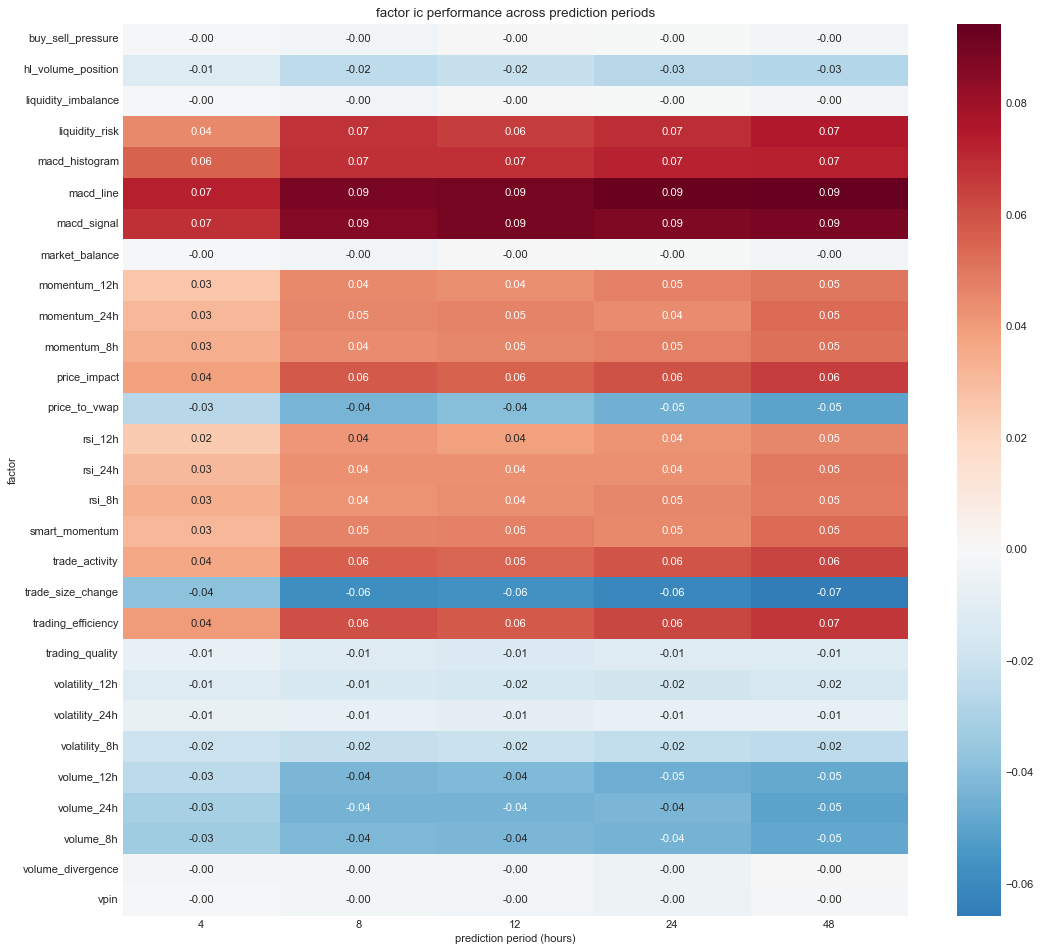 factor ic performance across prediction periods
buy_sell_pressure -0.00 -0.00 -0.00 -0.00 -0.00
hl_volume_position -0.01 -0.02 -0.02 -0.03 -0.03
liquidity_imbalance -0.00 -0.00 -0.00 -0.00 -0.00
liquidity_risk 0.04 0.07 0.06 0.07 0.07
macd_histogram 0.06 0.07 0.07 0.07 0.07
macd_line 0.07 0.09 0.09 0.09 0.09
macd_signal 0.07 0.09 0.09 0.09 0.09
market_balance -0.00 -0.00 -0.00 -0.00 -0.00
momentum_12h 0.03 0.04 0.04 0.05 0.05
momentum_24h 0.03 0.05 0.05 0.04 0.05
momentum_8h 0.03 0.04 0.05 0.05 0.05
price_impact 0.04 0.06 0.06 0.06 0.06
price_to_vwap -0.03 -0.04 -0.04 -0.05 -0.05
rsi_12h 0.02 0.04 0.04 0.04 0.05
rsi_24h 0.03 0.04 0.04 0.04 0.05
rsi_8h 0.03 0.04 0.04 0.05 0.05
smart_momentum 0.03 0.05 0.05 0.05 0.05
trade_activity 0.04 0.06 0.05 0.06 0.06
trade_size_change -0.04 -0.06 -0.06 -0.06 -0.07
trading_efficiency 0.04 0.06 0.06 0.06 0.07
trading_quality -0.01 -0.01 -0.01 -0.01 -0.01
volatility_12h -0.01 -0.01 -0.02 -0.02 -0.02
volatility_24h -0.01 -0.01 -0.01 -0.01 -0.01
volatility_8h -0.02 -0.02 -0.02 -0.02 -0.02
volume_12h -0.03 -0.04 -0.04 -0.05 -0.05
volume_24h -0.03 -0.04 -0.04 -0.04 -0.05
volume_8h -0.03 -0.04 -0.04 -0.04 -0.05
volume_divergence -0.00 -0.00 -0.00 -0.00 -0.00
vpin -0.00 -0.00 -0.00 -0.00 -0.00
4 8 12 24 48
prediction period (hours)
factor
0.08
0.06
0.04
0.02
0.00
−0.02
−0.04
−0.06